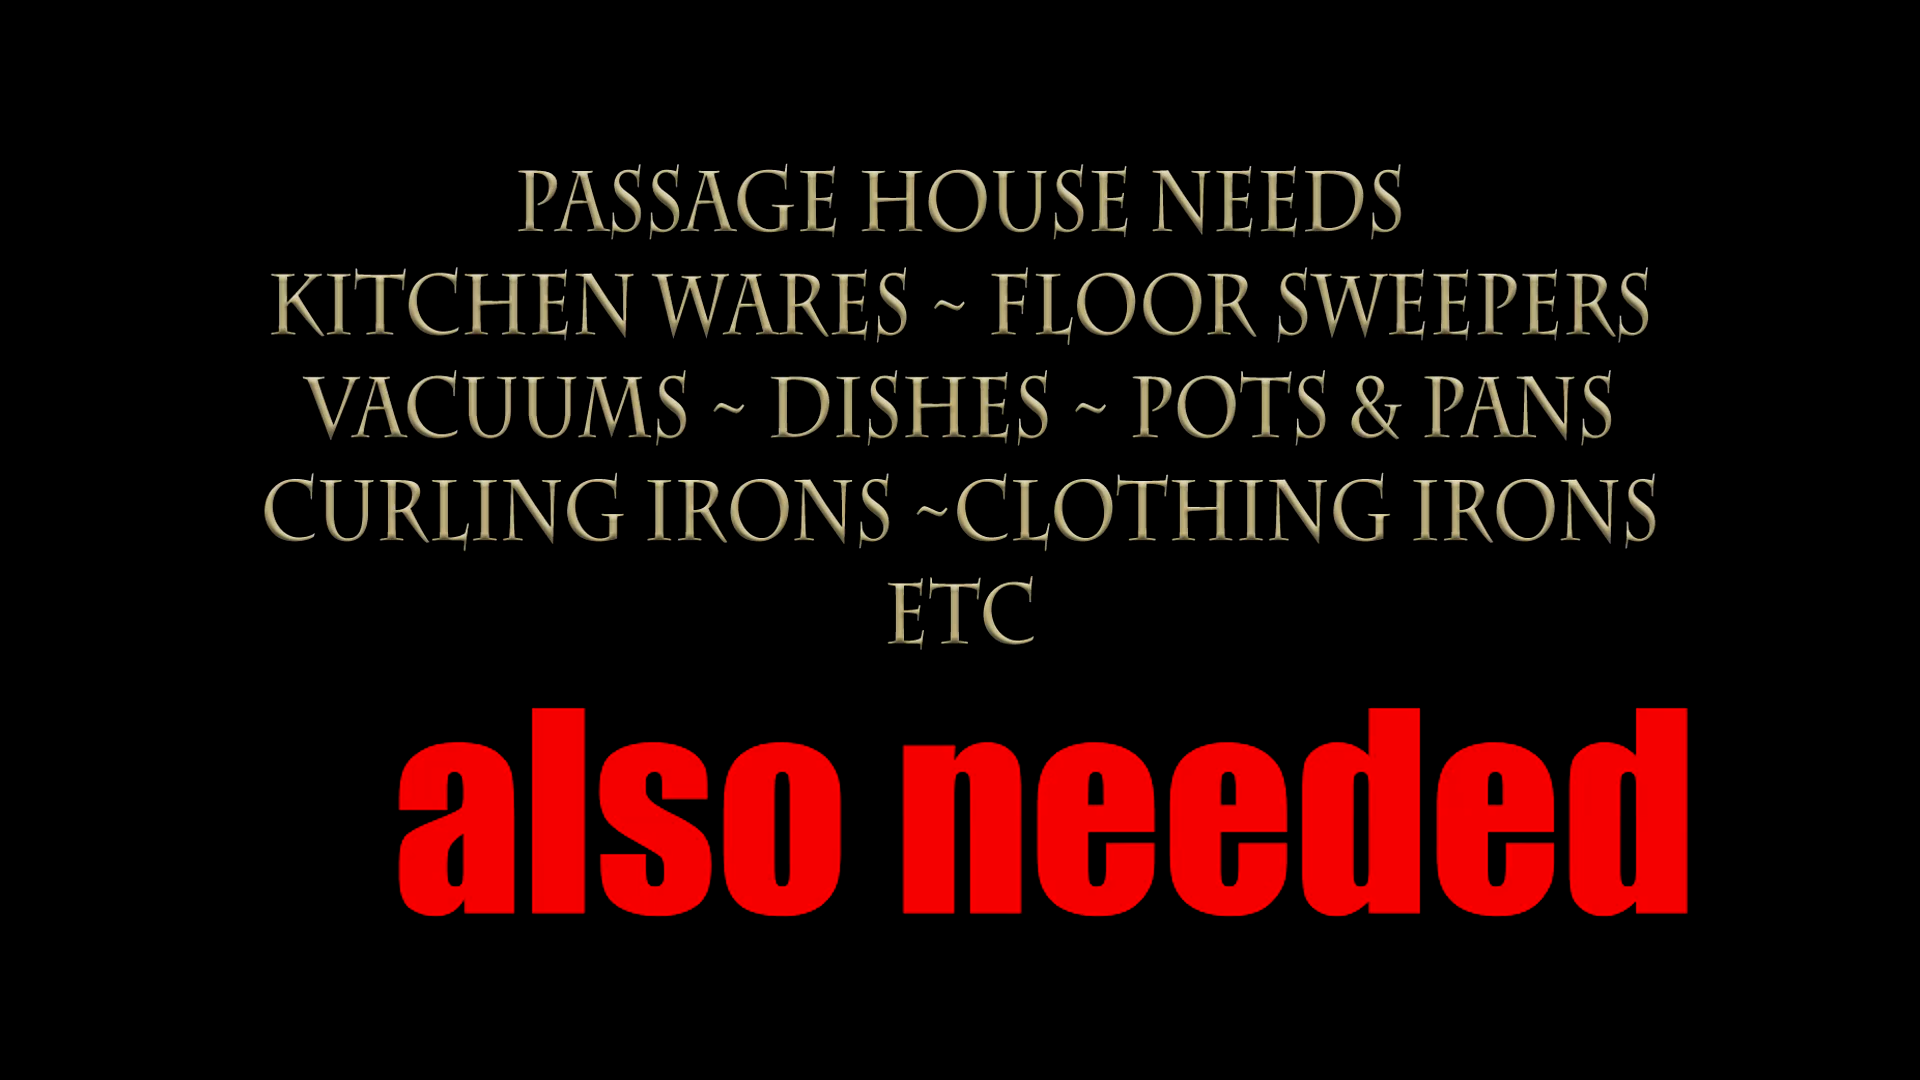 PASSAGE HOUSE NEEDS
KITCHEN WARES ~ FLOOR SWEEPERS
VACUUMS ~ DISHES ~ POTS & PANS
CURLING IRONS ~CLOTHING IRONS
ETC
also needed